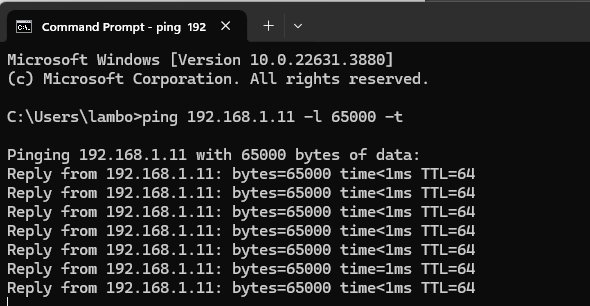 Command Prompt - ping 192
Microsoft Windows [Version 10.0.22631.3880]
(c) Microsoft Corporation. All rights reserved.
C:\Users\lambo>ping 192.168.1.11 -l 65000 -t
Pinging 192.168.1.11 with 65000 bytes of data:
Reply from 192.168.1.11: bytes=65000 time<1ms TTL=64
Reply from 192.168.1.11: bytes=65000 time<1ms TTL=64
Reply from 192.168.1.11: bytes=65000 time<1ms TTL=64
Reply from 192.168.1.11: bytes=65000 time<1ms TTL=64
Reply from 192.168.1.11: bytes=65000 time<1ms TTL=64
Reply from 192.168.1.11: bytes=65000 time=1ms TTL=64
Reply from 192.168.1.11: bytes=65000 time<1ms TTL=64